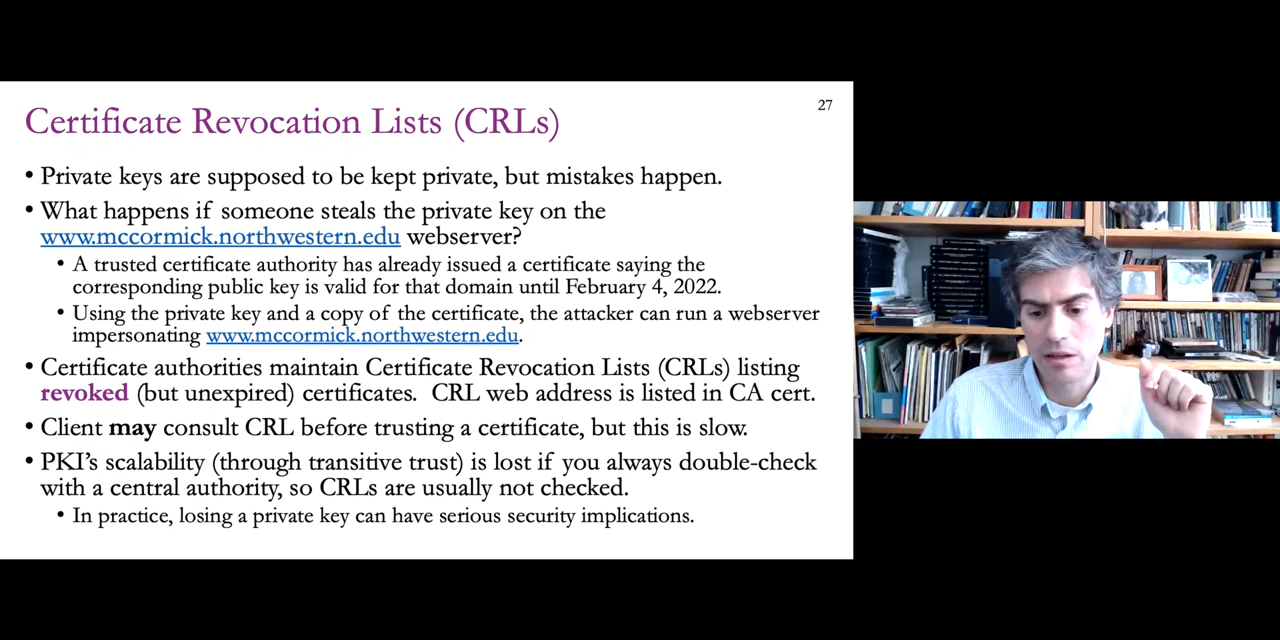 27
Certificate Revocation Lists (CRLs)
• Private keys are supposed to be kept private, but mistakes happen.
• What happens if someone steals the private key on the
www.mccormick.northwestern.edu webserver?
• A trusted certificate authority has already issued a certificate saying the
corresponding public key is valid for that domain until February 4, 2022.
• Using the private key and a copy of the certificate, the attacker can run a webserver
impersonating www.mccormick.northwestern.edu.
• Certificate authorities maintain Certificate Revocation Lists (CRLs) listing
revoked (but unexpired) certificates. CRL web address is listed in CA cert.
• Client may consult CRL before trusting a certificate, but this is slow.
• PKI's scalability (through transitive trust) is lost if you always double-check
with a central authority, so CRLs are usually not checked.
• In practice, losing a private key can have serious security implications.